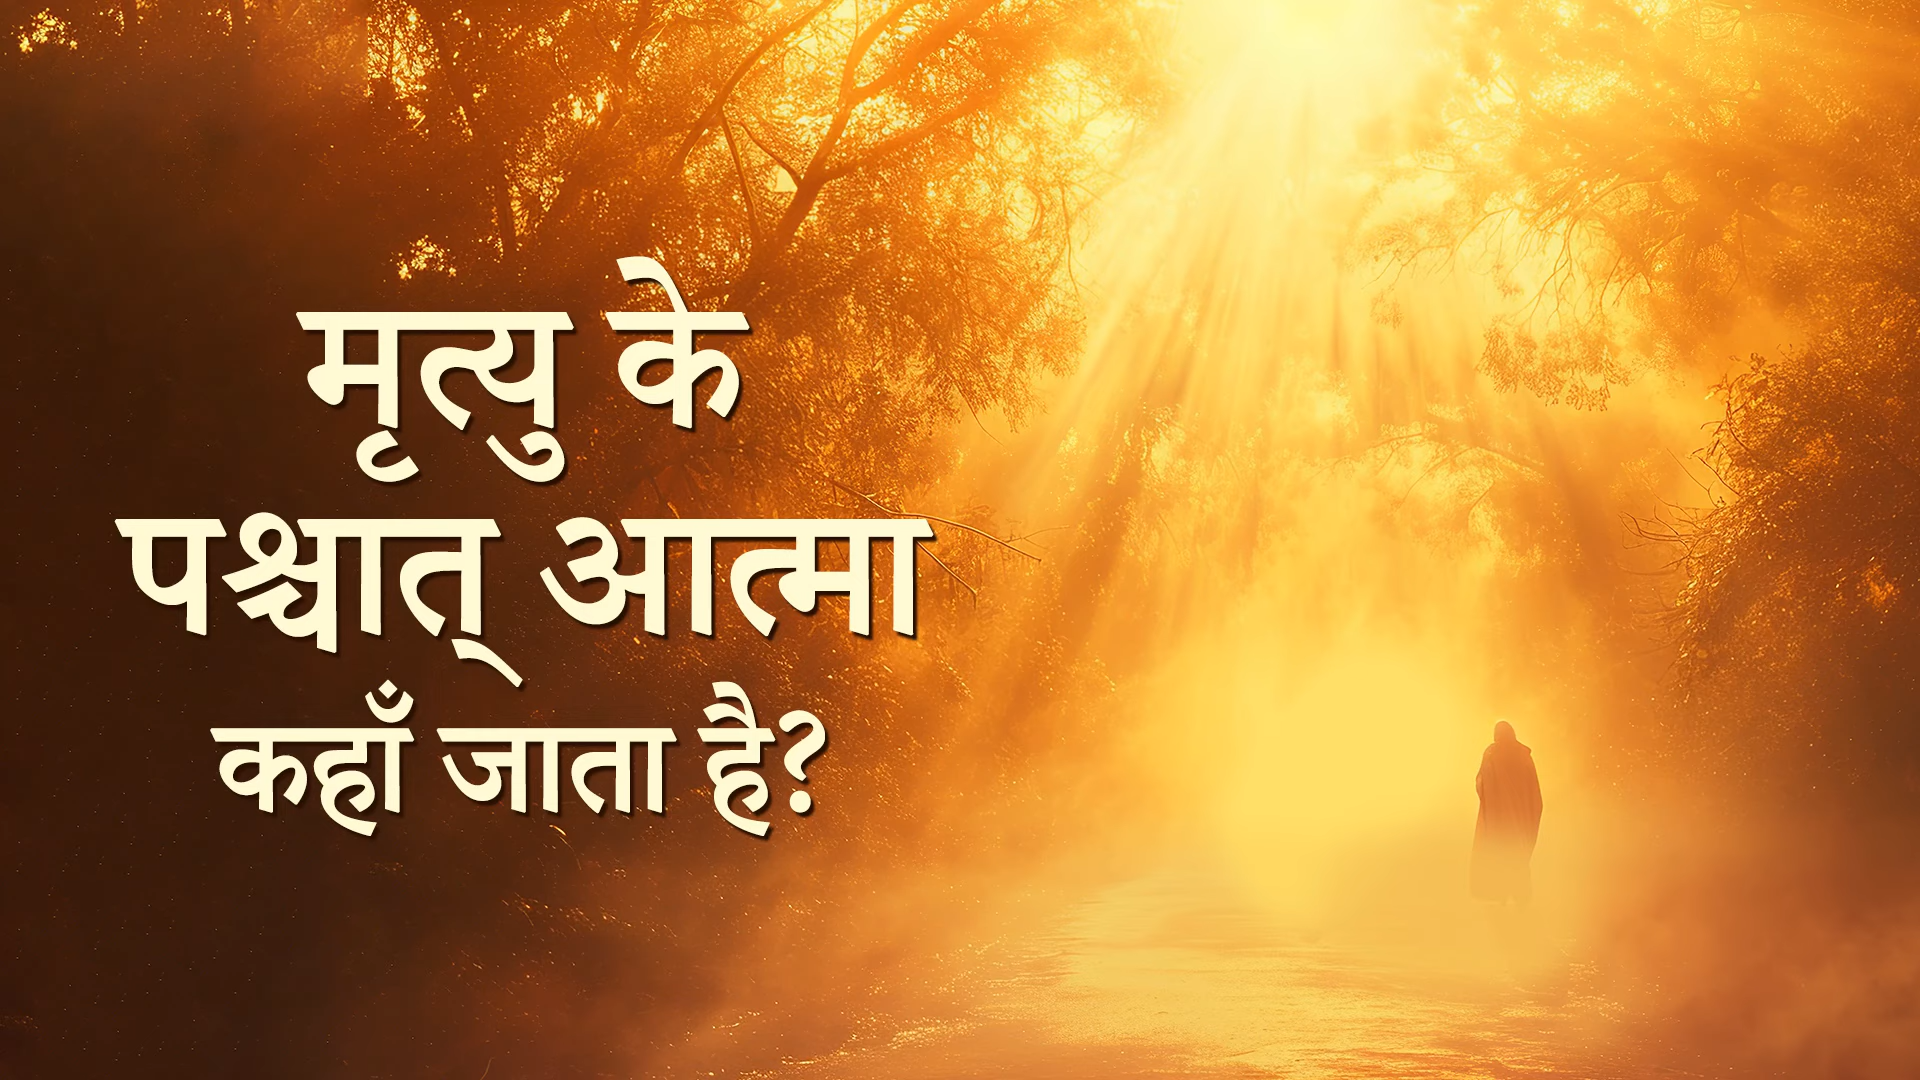 मृत्यु के
पश्चात् आत्मा
कहाँ जाता है?